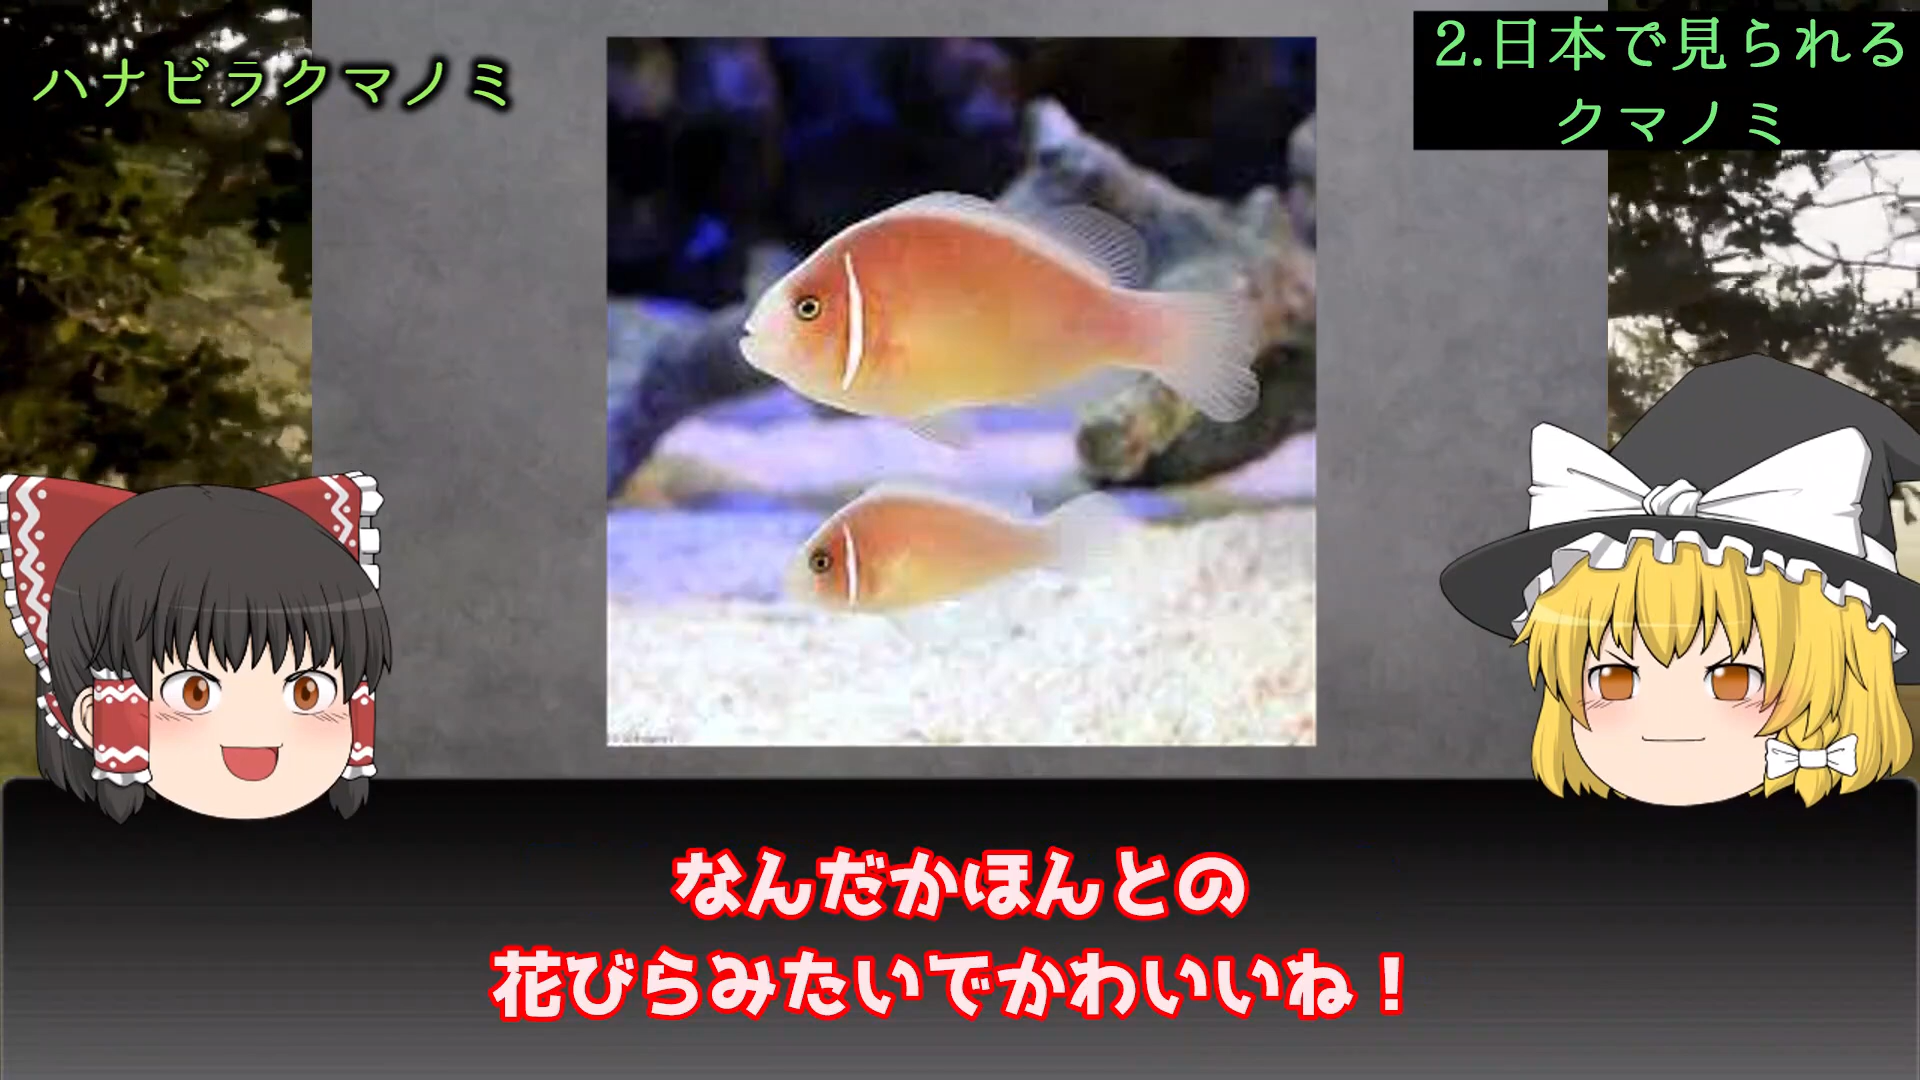 ハナビラクマノミ
2.日本で見られる
クマノミ
なんだかほんとの
花びらみたいでかわいいね！